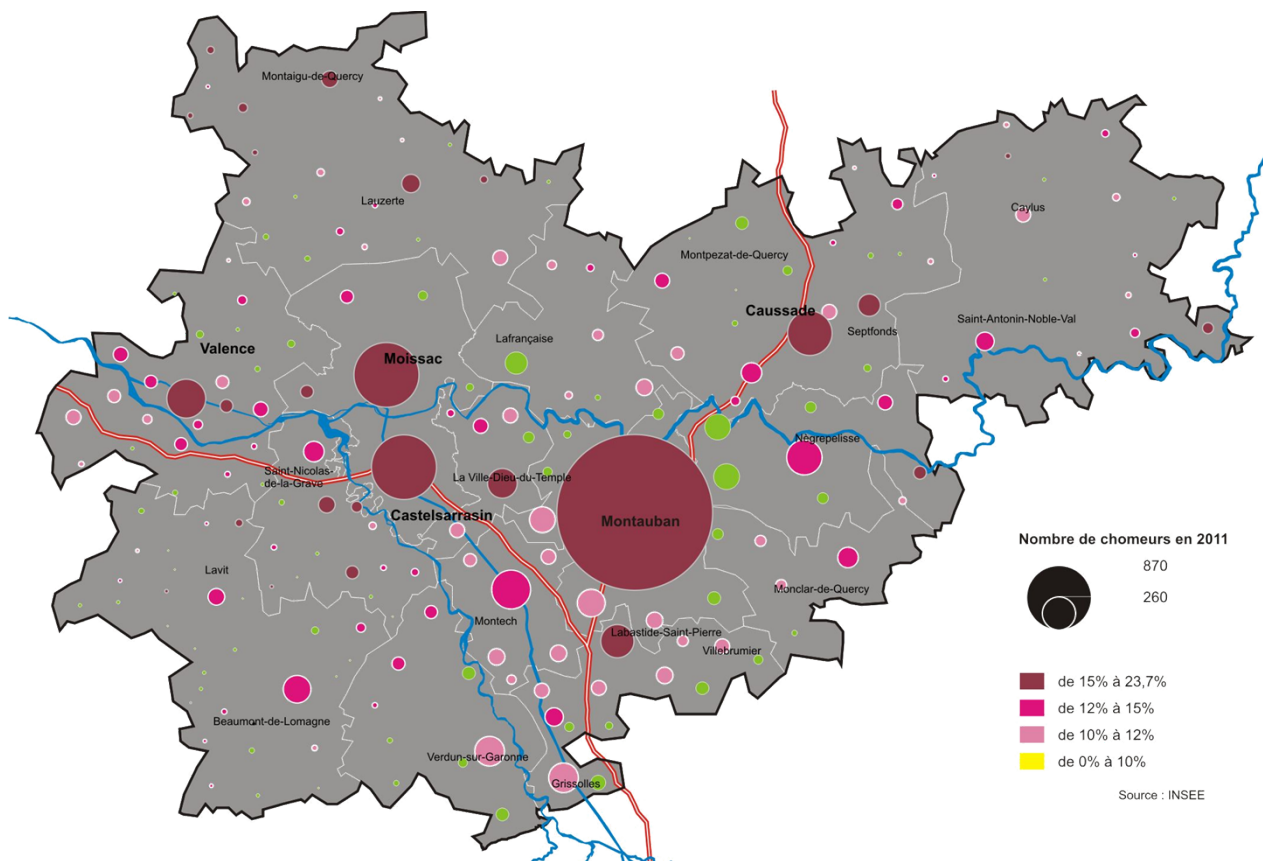 Montaigu-de-Quercy
Lauzerte
Caylus
Montpezat-de-Quercy
Caussade
Septfonds
Saint-Antonin-Noble-Val
Lafrançaise
Valence
Moissac
Nègrepelisse
Saint-Nicolas-
de-la-Grave
La Ville-Dieu-du-Temple
Castelsarrasin
Montauban
Lavit
Monclar-de-Quercy
Montech
Labastide-Saint-Pierre
Villebrumier
Beaumont-de-Lomagne
Verdun-sur-Garonne
Grissolles
Nombre de chomeurs en 2011
870
260
de 15% à 23,7%
de 12% à 15%
de 10% à 12%
de 0% à 10%
Source : INSEE